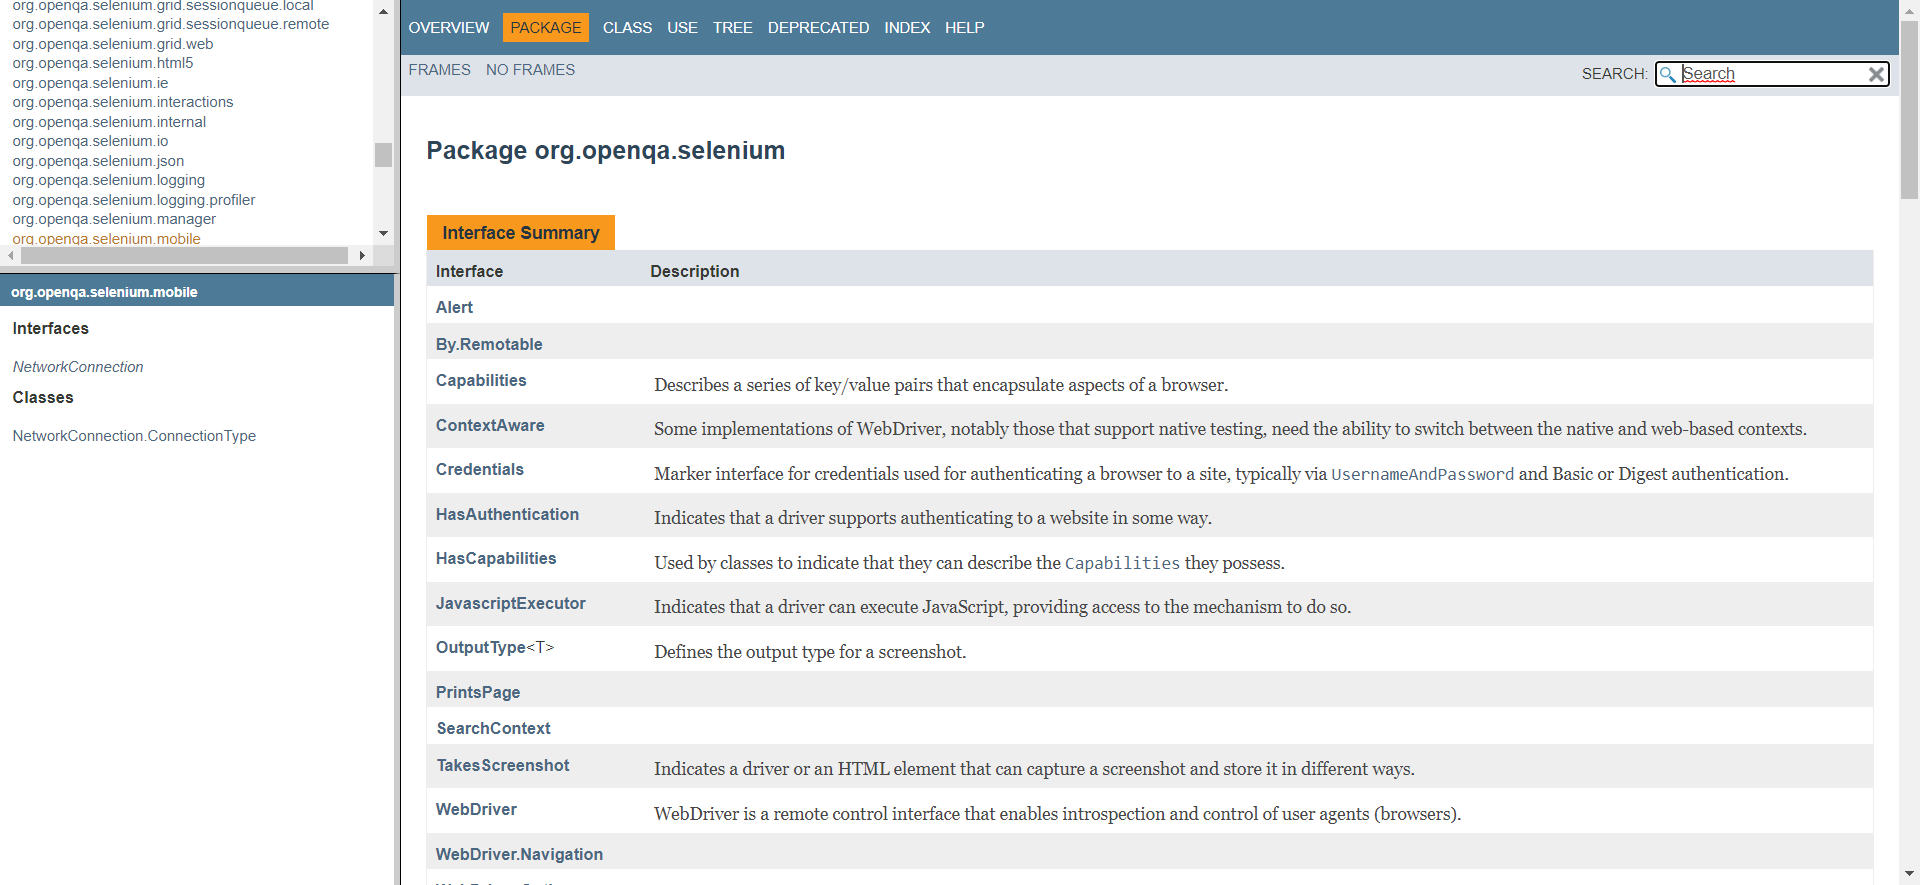 org.openqa.selenium.grid.sessionqueue.local
org.openqa.selenium.grid.sessionqueue.remote
org.openqa.selenium.grid.web
org.openqa.selenium.html5
org.openqa.selenium.ie
org.openqa.selenium.interactions
org.openqa.selenium.internal
org.openqa.selenium.io
org.openqa.selenium.json
org.openqa.selenium.logging
org.openqa.selenium.logging.profiler
org.openqa.selenium.manager
org.openqa.selenium.mobile
org.openqa.selenium.mobile
Interfaces
NetworkConnection
Classes
NetworkConnection.ConnectionType
OVERVIEW PACKAGE CLASS USE TREE DEPRECATED INDEX HELP
FRAMES NO FRAMES SEARCH: Search
Package org.openqa.selenium
Interface Summary
Interface Description
Alert
By.Remotable
Capabilities Describes a series of key/value pairs that encapsulate aspects of a browser.
ContextAware Some implementations of WebDriver, notably those that support native testing, need the ability to switch between the native and web-based contexts.
Credentials Marker interface for credentials used for authenticating a browser to a site, typically via UsernameAndPassword and Basic or Digest authentication.
HasAuthentication Indicates that a driver supports authenticating to a website in some way.
HasCapabilities Used by classes to indicate that they can describe the Capabilities they possess.
JavascriptExecutor Indicates that a driver can execute JavaScript, providing access to the mechanism to do so.
OutputType<T> Defines the output type for a screenshot.
PrintsPage
SearchContext
TakesScreenshot Indicates a driver or an HTML element that can capture a screenshot and store it in different ways.
WebDriver WebDriver is a remote control interface that enables introspection and control of user agents (browsers).
WebDriver.Navigation